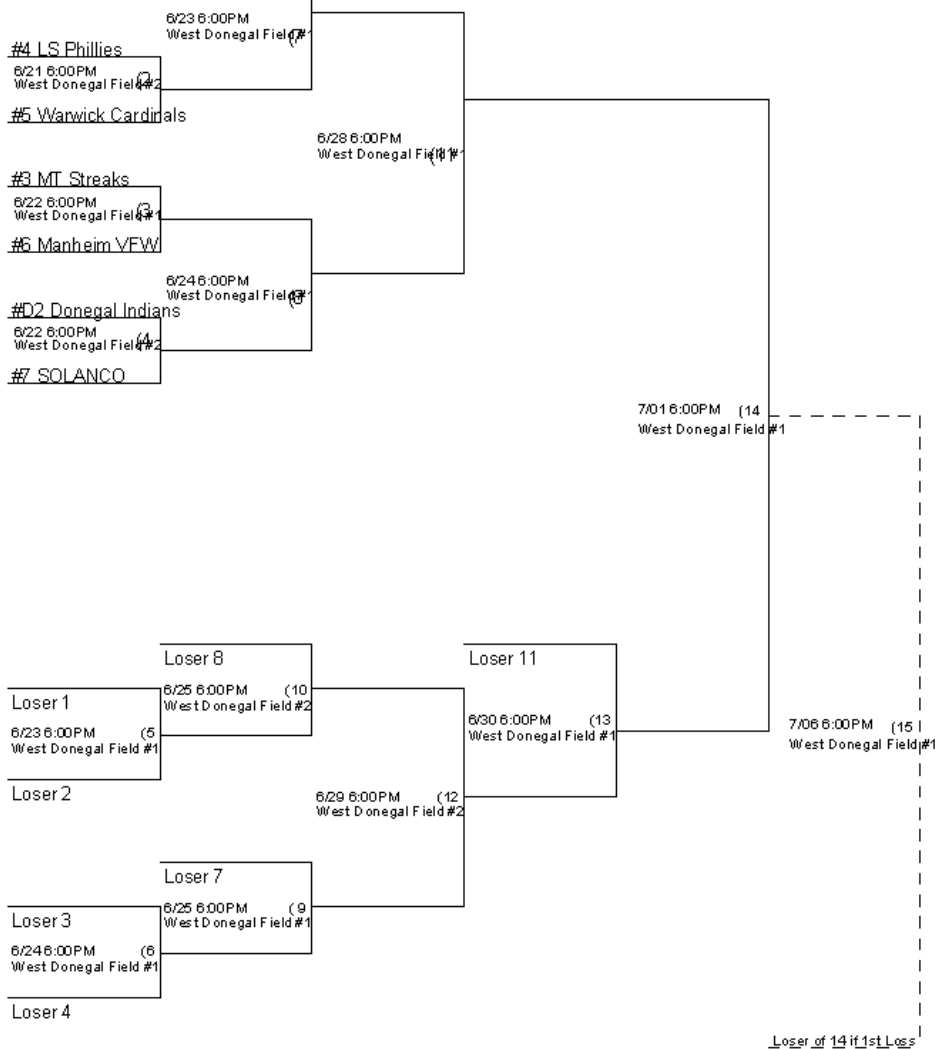 6/23 6:00PM
West Donegal Field #1
(7
#4 LS Phillies
6/21 6:00PM
West Donegal Field #2
(2
#5 Warwick Cardinals
6/28 6:00PM
West Donegal Field #1
(11
#3 MT Streaks
6/22 6:00PM
West Donegal Field #1
(3
#6 Manheim VFW
6/24 6:00PM
West Donegal Field #1
(8
#D2 Donegal Indians
6/22 6:00PM
West Donegal Field #2
(4
#7 SOLANCO
7/01 6:00PM (14
West Donegal Field #1
Loser 8
6/25 6:00PM (10
West Donegal Field #2
Loser 11
Loser 1
6/23 6:00PM (5
West Donegal Field #1
Loser 2
6/30 6:00PM (13
West Donegal Field #1
7/06 6:00PM (15
West Donegal Field #1
6/29 6:00PM (12
West Donegal Field #2
Loser 7
6/25 6:00PM (9
West Donegal Field #1
Loser 3
6/24 6:00PM (6
West Donegal Field #1
Loser 4
Loser of 14 if 1st Loss